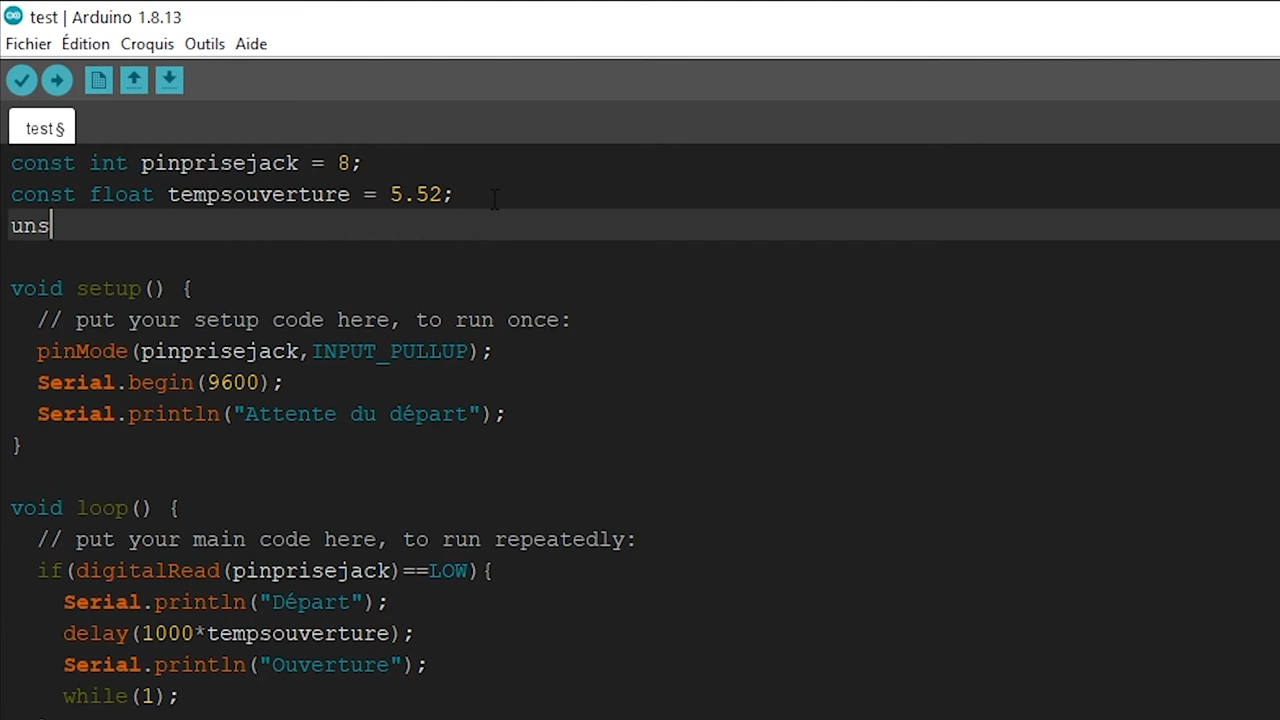 test | Arduino 1.8.13
Fichier Édition Croquis Outils Aide
test §
const int pinprisejack = 8;
const float tempsouverture = 5.52;
uns
void setup() {
// put your setup code here, to run once:
pinMode(pinprisejack,INPUT_PULLUP);
Serial.begin(9600);
Serial.println("Attente du départ");
}
void loop() {
// put your main code here, to run repeatedly:
if(digitalRead(pinprisejack)==LOW){
Serial.println("Départ");
delay(1000*tempsouverture);
Serial.println("Ouverture");
while(1);